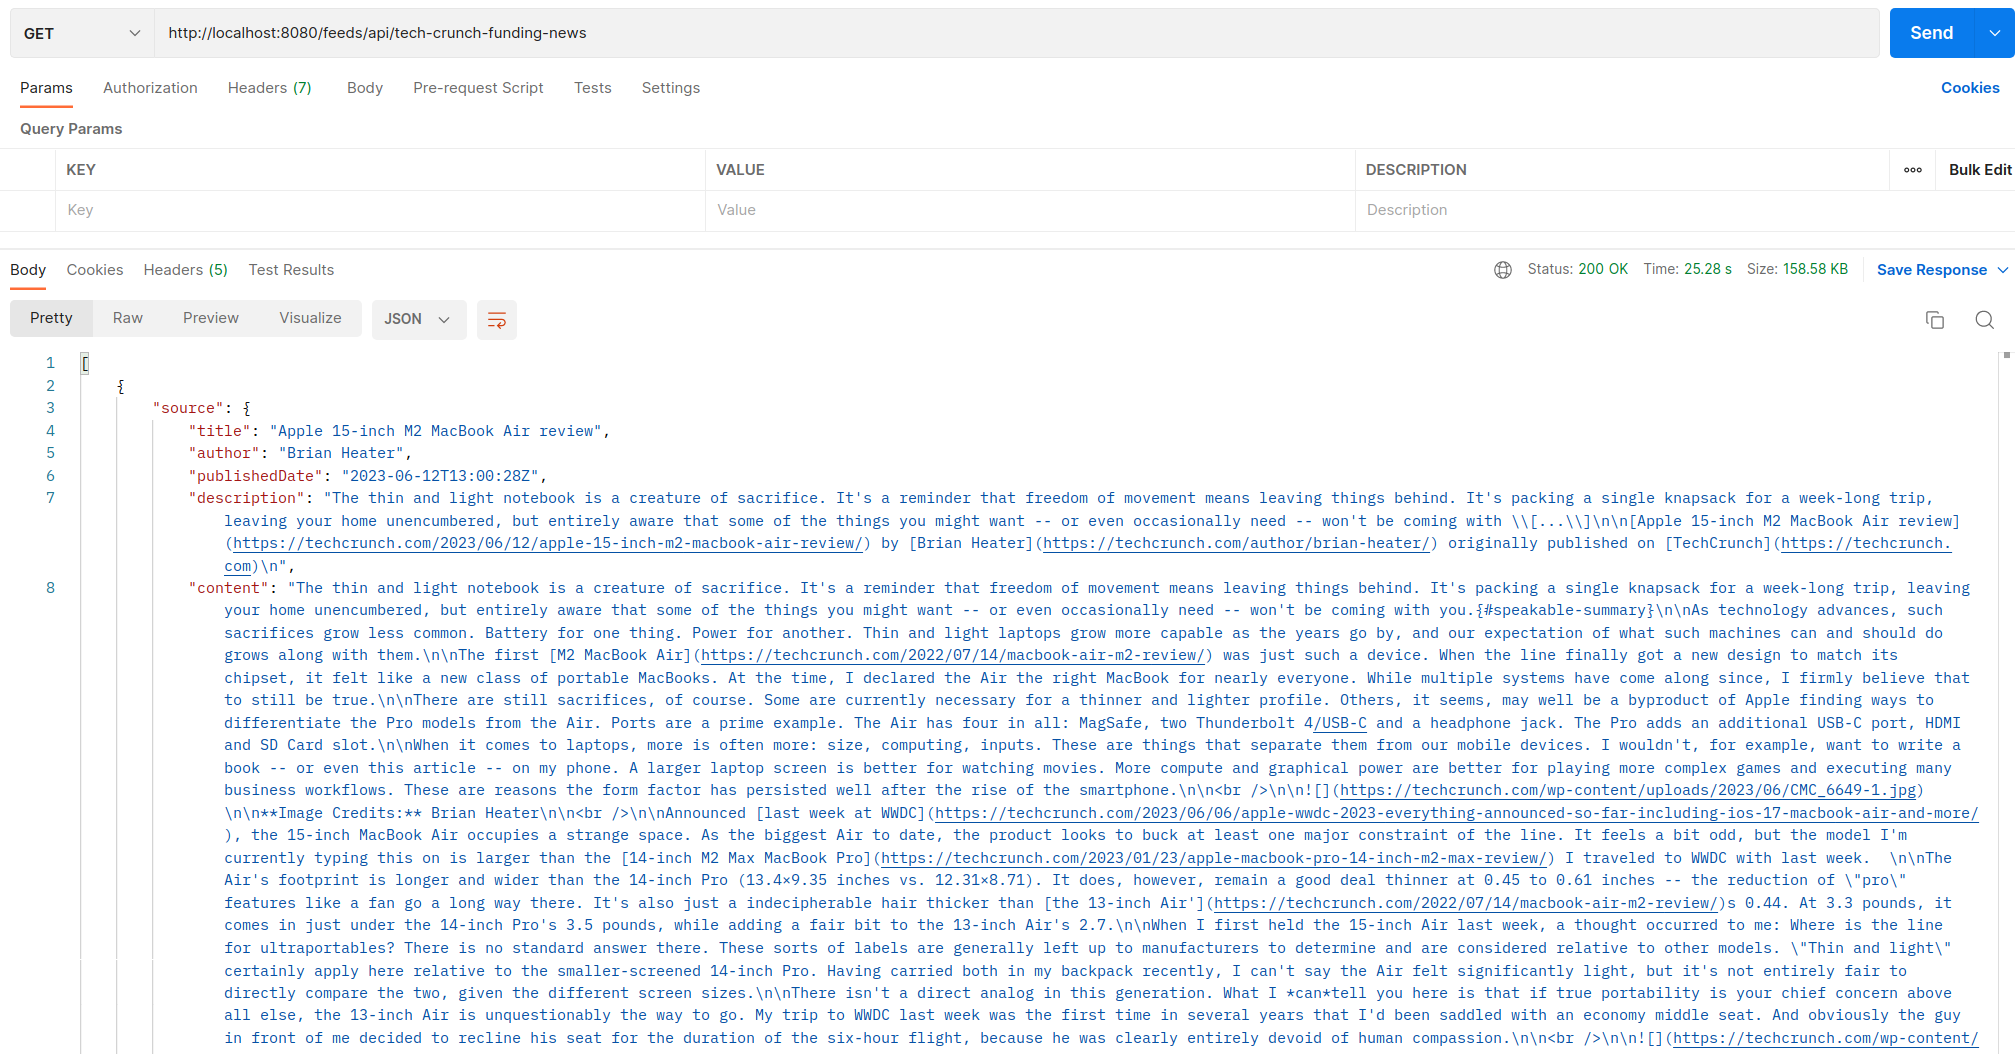 GET
http://localhost:8080/feeds/api/tech-crunch-funding-news
Send
Params Authorization Headers (7) Body Pre-request Script Tests Settings Cookies
Query Params
KEY VALUE DESCRIPTION ooo Bulk Edit
Key Value Description
Body Cookies Headers (5) Test Results Status: 200 OK Time: 25.28 s Size: 158.58 KB Save Response
Pretty Raw Preview Visualize JSON
1 [
2 {
3 "source": {
4 "title": "Apple 15-inch M2 MacBook Air review",
5 "author": "Brian Heater",
6 "publishedDate": "2023-06-12T13:00:28Z",
7 "description": "The thin and light notebook is a creature of sacrifice. It's a reminder that freedom of movement means leaving things behind. It's packing a single knapsack for a week-long trip,
leaving your home unencumbered, but entirely aware that some of the things you might want -- or even occasionally need -- won't be coming with \\[...\\]\n\n[Apple 15-inch M2 MacBook Air review]
(https://techcrunch.com/2023/06/12/apple-15-inch-m2-macbook-air-review/) by [Brian Heater](https://techcrunch.com/author/brian-heater/) originally published on [TechCrunch](https://techcrunch.
com)\n",
8 "content": "The thin and light notebook is a creature of sacrifice. It's a reminder that freedom of movement means leaving things behind. It's packing a single knapsack for a week-long trip, leaving
your home unencumbered, but entirely aware that some of the things you might want -- or even occasionally need -- won't be coming with you.{#speakable-summary}\n\nAs technology advances, such
sacrifices grow less common. Battery for one thing. Power for another. Thin and light laptops grow more capable as the years go by, and our expectation of what such machines can and should do
grows along with them.\n\nThe first [M2 MacBook Air](https://techcrunch.com/2022/07/14/macbook-air-m2-review/) was just such a device. When the line finally got a new design to match its
chipset, it felt like a new class of portable MacBooks. At the time, I declared the Air the right MacBook for nearly everyone. While multiple systems have come along since, I firmly believe that
to still be true.\n\nThere are still sacrifices, of course. Some are currently necessary for a thinner and lighter profile. Others, it seems, may well be a byproduct of Apple finding ways to
differentiate the Pro models from the Air. Ports are a prime example. The Air has four in all: MagSafe, two Thunderbolt 4/USB-C and a headphone jack. The Pro adds an additional USB-C port, HDMI
and SD Card slot.\n\nWhen it comes to laptops, more is often more: size, computing, inputs. These are things that separate them from our mobile devices. I wouldn't, for example, want to write a
book -- or even this article -- on my phone. A larger laptop screen is better for watching movies. More compute and graphical power are better for playing more complex games and executing many
business workflows. These are reasons the form factor has persisted well after the rise of the smartphone.\n\n<br />\n\n![](https://techcrunch.com/wp-content/uploads/2023/06/CMC_6649-1.jpg)
\n\n**Image Credits:** Brian Heater\n\n<br />\n\nAnnounced [last week at WWDC](https://techcrunch.com/2023/06/06/apple-wwdc-2023-everything-announced-so-far-including-ios-17-macbook-air-and-more/
), the 15-inch MacBook Air occupies a strange space. As the biggest Air to date, the product looks to buck at least one major constraint of the line. It feels a bit odd, but the model I'm
currently typing this on is larger than the [14-inch M2 Max MacBook Pro](https://techcrunch.com/2023/01/23/apple-macbook-pro-14-inch-m2-max-review/) I traveled to WWDC with last week.  \n\nThe
Air's footprint is longer and wider than the 14-inch Pro (13.4×9.35 inches vs. 12.31×8.71). It does, however, remain a good deal thinner at 0.45 to 0.61 inches -- the reduction of \"pro\"
features like a fan go a long way there. It's also just a indecipherable hair thicker than [the 13-inch Air'](https://techcrunch.com/2022/07/14/macbook-air-m2-review/)s 0.44. At 3.3 pounds, it
comes in just under the 14-inch Pro's 3.5 pounds, while adding a fair bit to the 13-inch Air's 2.7.\n\nWhen I first held the 15-inch Air last week, a thought occurred to me: Where is the line
for ultraportables? There is no standard answer there. These sorts of labels are generally left up to manufacturers to determine and are considered relative to other models. \"Thin and light\"
certainly apply here relative to the smaller-screened 14-inch Pro. Having carried both in my backpack recently, I can't say the Air felt significantly light, but it's not entirely fair to
directly compare the two, given the different screen sizes.\n\nThere isn't a direct analog in this generation. What I *can*tell you here is that if true portability is your chief concern above
all else, the 13-inch Air is unquestionably the way to go. My trip to WWDC last week was the first time in several years that I'd been saddled with an economy middle seat. And obviously the guy
in front of me decided to recline his seat for the duration of the six-hour flight, because he was clearly entirely devoid of human compassion.\n\n<br />\n\n![](https://techcrunch.com/wp-content/